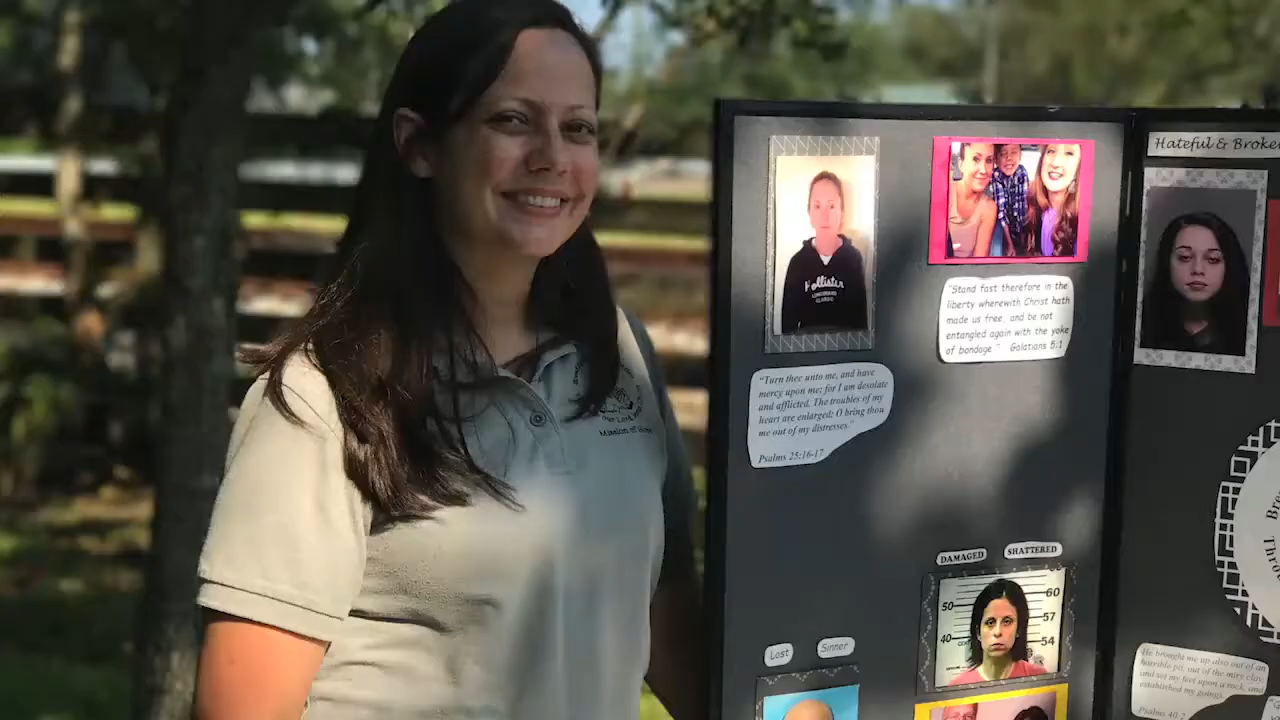 Hateful & Broken
Hollister
CLASSIC
"Stand fast therefore in the
liberty wherewith Christ hath
made us free, and be not
entangled again with the yoke
of bondage." Galatians 5:1
"Turn thee unto me, and have
mercy upon me; for I am desolate
and afflicted. The troubles of my
heart are enlarged; O bring thou
me out of my distresses."
Psalms 25:16-17
Mission of Hope
DAMAGED
SHATTERED
50
60
57
40
54
Lost
Sinner
He brought me up also out of an
horrible pit, out of the miry clay,
and set my feet upon a rock, and
established my goings.
Psalms 40:2